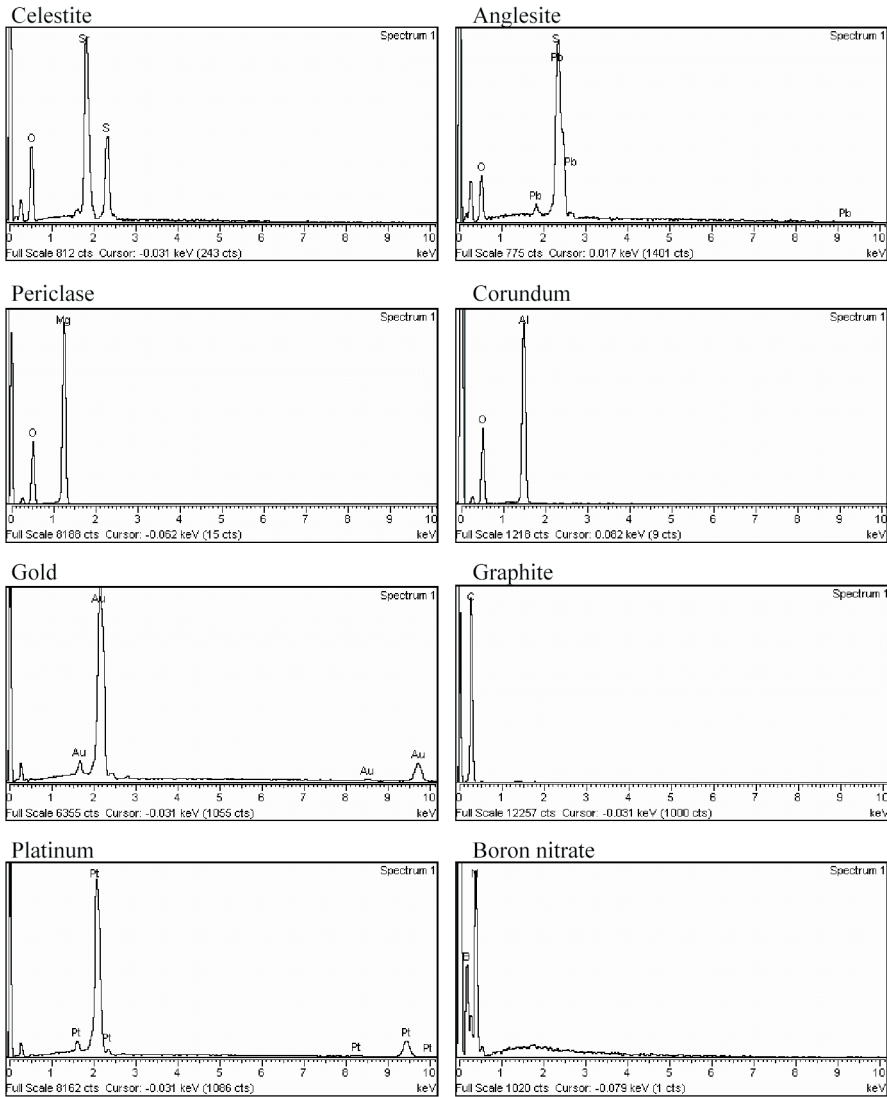 Celestite
Spectrum 1
S
O
S
0 1 2 3 4 5 6 7 8 9 10
Full Scale 812 cts Cursor: -0.031 keV (243 cts) keV
Anglesite
Spectrum 1
S
Pb
O
Pb
Pb
Pb
0 1 2 3 4 5 6 7 8 9 10
Full Scale 775 cts Cursor: 0.017 keV (1401 cts) keV
Periclase
Spectrum 1
Mg
O
0 1 2 3 4 5 6 7 8 9 10
Full Scale 8188 cts Cursor: -0.062 keV (15 cts) keV
Corundum
Spectrum 1
Al
O
0 1 2 3 4 5 6 7 8 9 10
Full Scale 1218 cts Cursor: 0.062 keV (9 cts) keV
Gold
Spectrum 1
Au
Au
Au
Au
0 1 2 3 4 5 6 7 8 9 10
Full Scale 6355 cts Cursor: -0.031 keV (1055 cts) keV
Graphite
Spectrum 1
C
0 1 2 3 4 5 6 7 8 9 10
Full Scale 12257 cts Cursor: -0.031 keV (1000 cts) keV
Platinum
Spectrum 1
Pt
Pt
Pt
Pt
Pt
Pt
0 1 2 3 4 5 6 7 8 9 10
Full Scale 8162 cts Cursor: -0.031 keV (1086 cts) keV
Boron nitrate
Spectrum 1
N
B
0 1 2 3 4 5 6 7 8 9 10
Full Scale 1020 cts Cursor: -0.079 keV (1 cts) keV